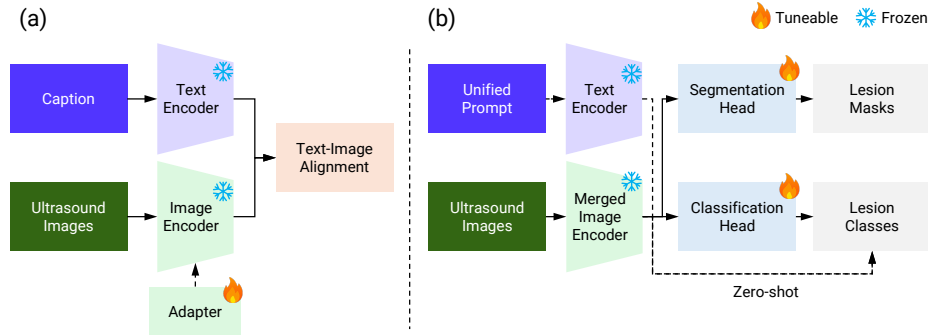 (a)
(b)
Tuneable
Frozen
Caption
Text
Encoder
Text-Image
Alignment
Ultrasound
Images
Image
Encoder
Adapter
Unified
Prompt
Text
Encoder
Segmentation
Head
Lesion
Masks
Ultrasound
Images
Merged
Image
Encoder
Classification
Head
Lesion
Classes
Zero-shot